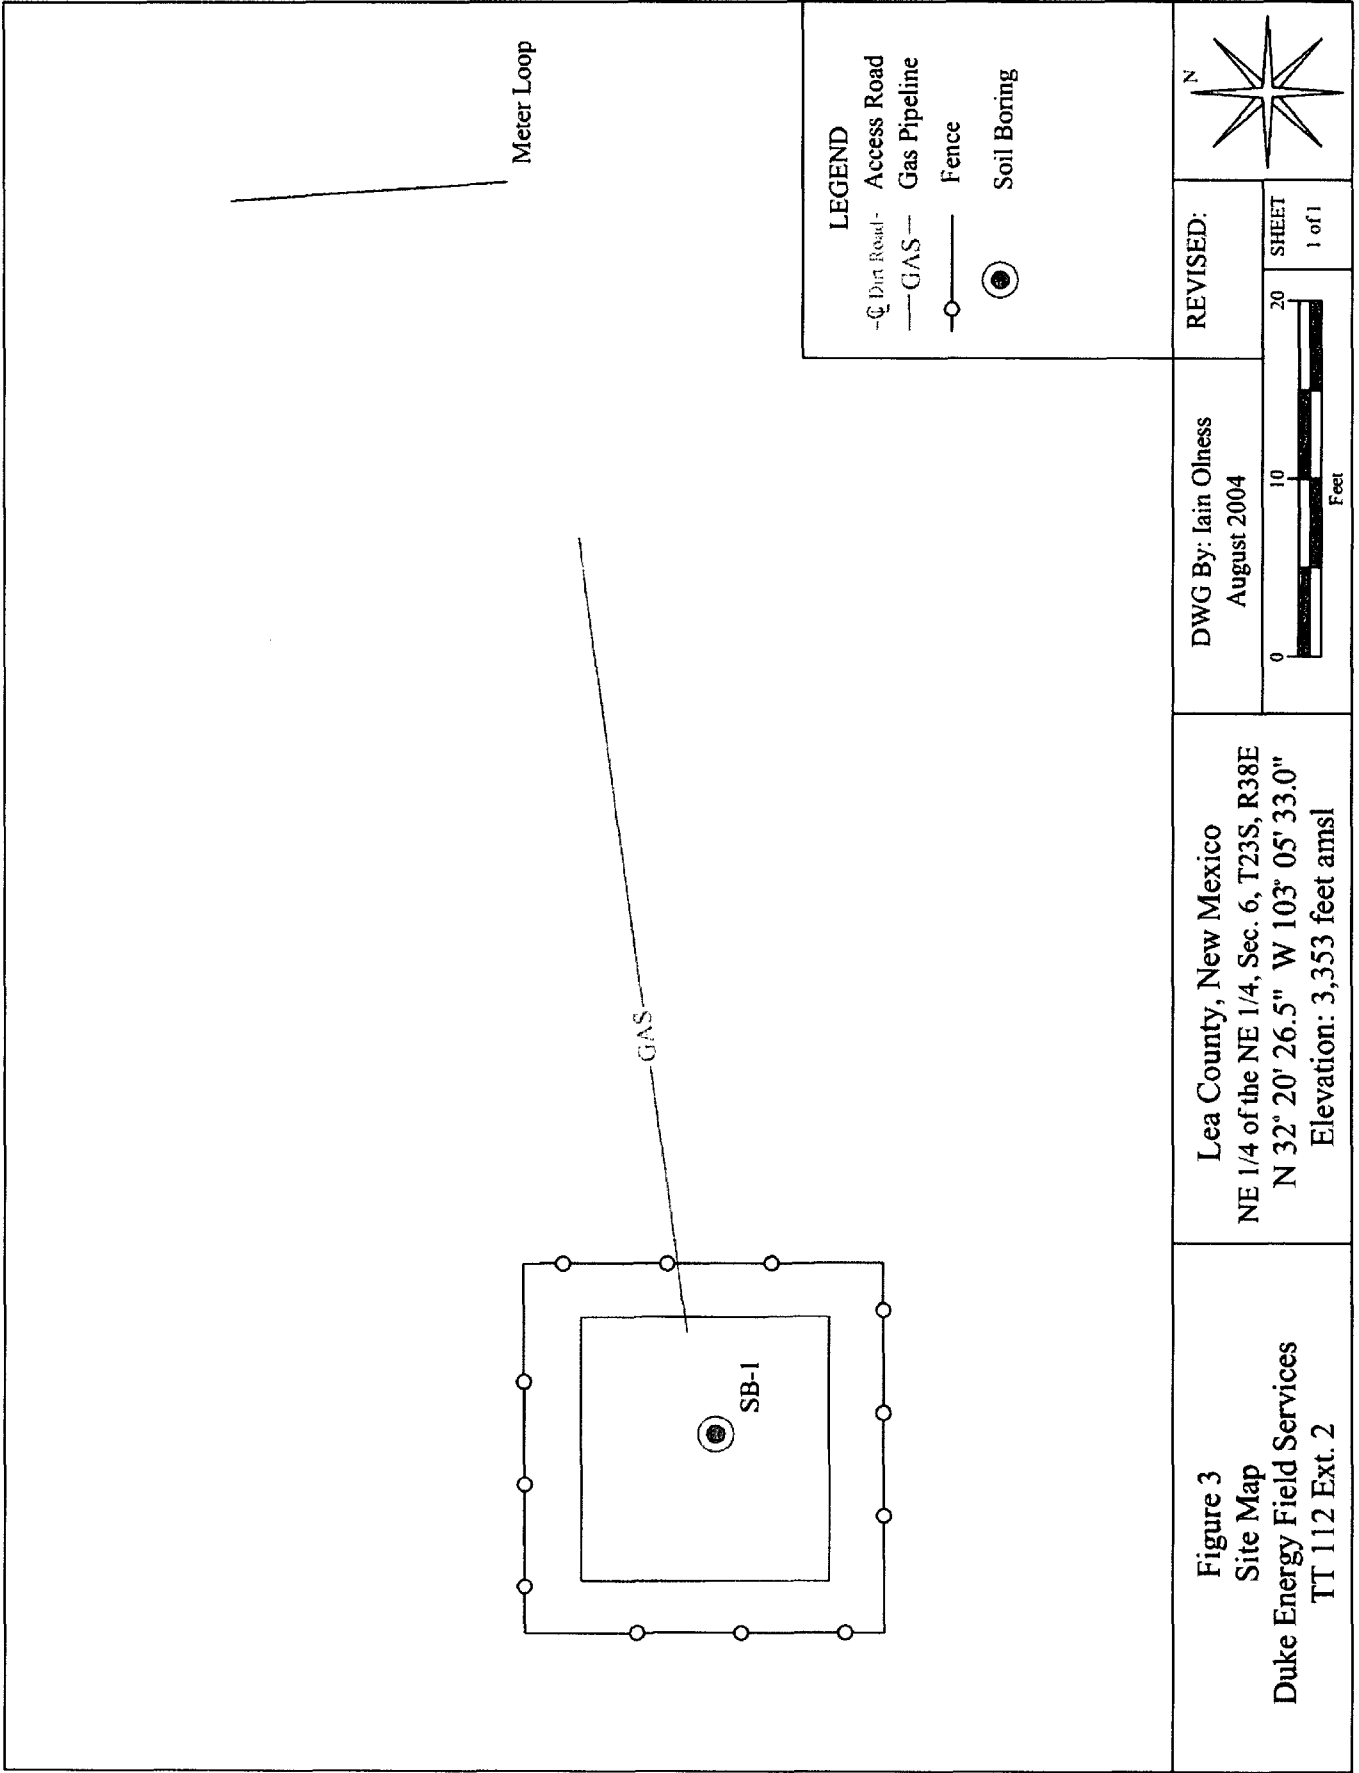 Meter Loop
GAS
SB-1
LEGEND
℄ Dirt Road Access Road
GAS Gas Pipeline
Fence
Soil Boring
Figure 3
Site Map
Duke Energy Field Services
TT 112 Ext. 2
Lea County, New Mexico
NE 1/4 of the NE 1/4, Sec. 6, T23S, R38E
N 32° 20' 26.5" W 103° 05' 33.0"
Elevation: 3,353 feet amsl
DWG By: Iain Olness
August 2004
REVISED:
0 10 20
Feet
SHEET
1 of 1
N